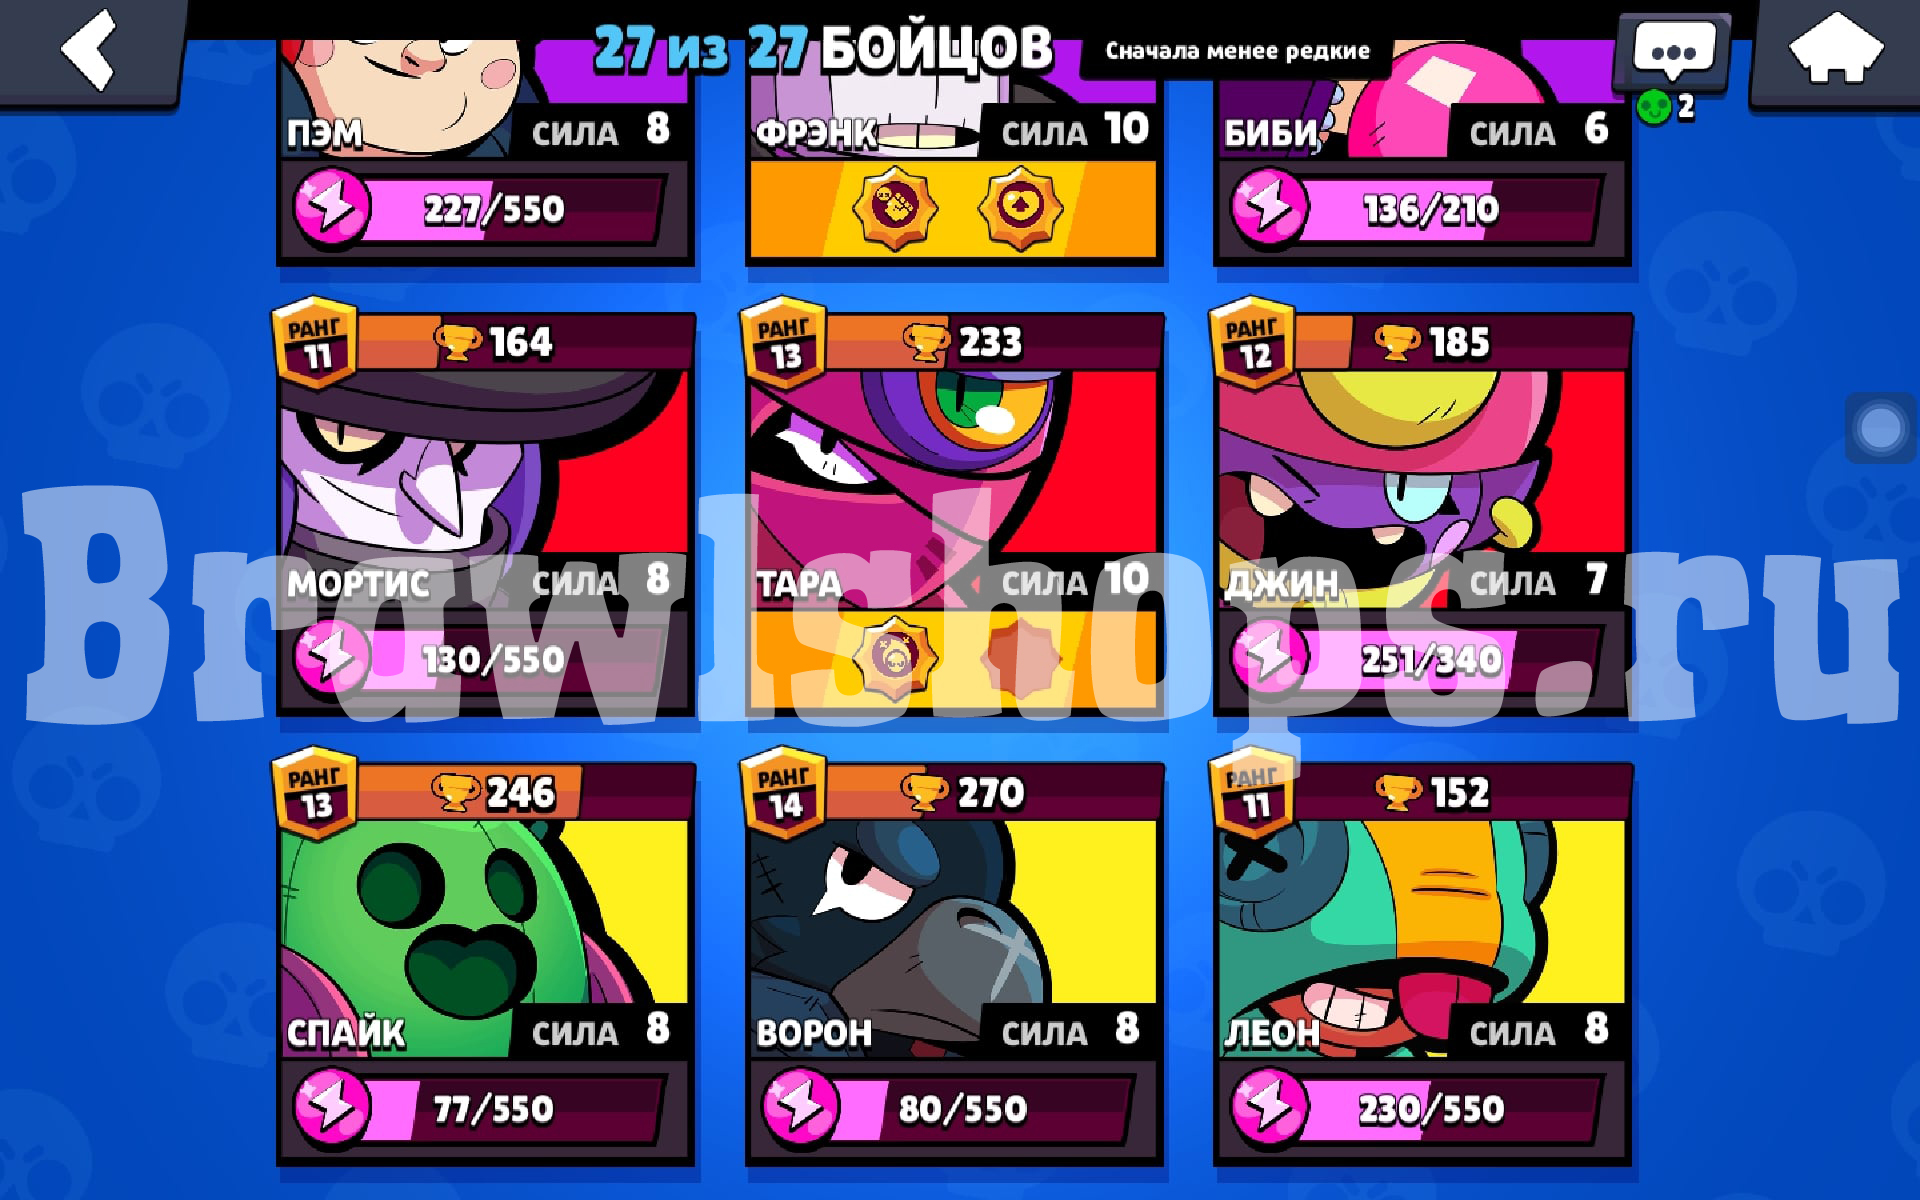 27 из 27 БОЙЦОВ
Сначала менее редкие
2
ПЭМ СИЛА 8
ФРЭНК СИЛА 10
БИБИ СИЛА 6
227/550
136/210
РАНГ 11 164
РАНГ 13 233
РАНГ 12 185
МОРТИС СИЛА 8
ТАРА СИЛА 10
ДЖИН СИЛА 7
Brawlshops.ru
130/550
251/340
РАНГ 13 246
РАНГ 14 270
РАНГ 11 152
СПАЙК СИЛА 8
ВОРОН СИЛА 8
ЛЕОН СИЛА 8
77/550
80/550
230/550